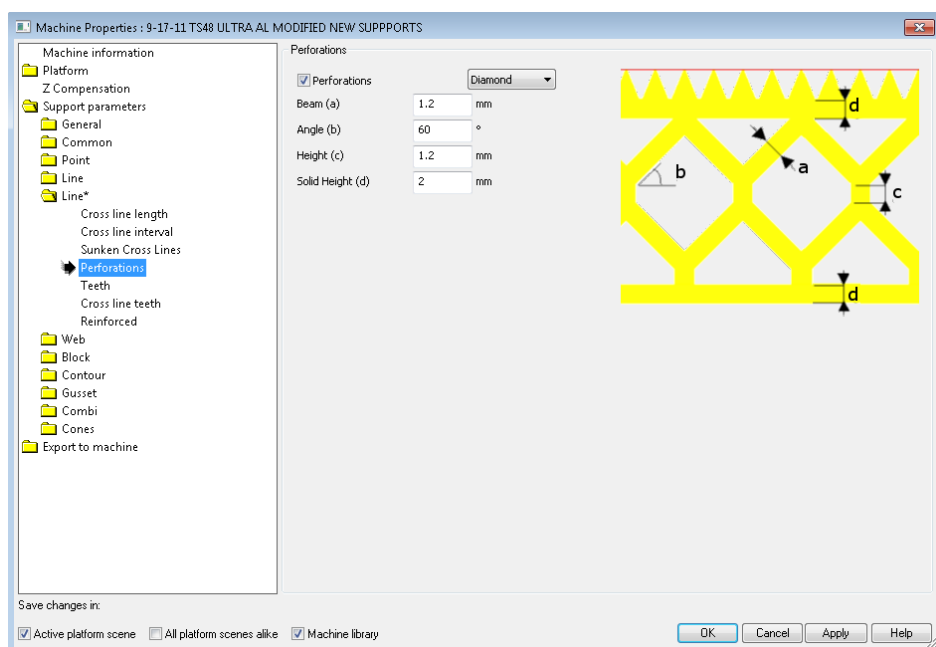 Machine Properties : 9-17-11 TS48 ULTRA AL MODIFIED NEW SUPPPORTS
Machine information
Platform
Z Compensation
Support parameters
General
Common
Point
Line
Line*
Cross line length
Cross line interval
Sunken Cross Lines
Perforations
Teeth
Cross line teeth
Reinforced
Web
Block
Contour
Gusset
Combi
Cones
Export to machine
Perforations
Perforations Diamond
Beam (a) 1.2 mm
Angle (b) 60 °
Height (c) 1.2 mm
Solid Height (d) 2 mm
d
a
b
c
d
Save changes in:
Active platform scene All platform scenes alike Machine library
OK Cancel Apply Help